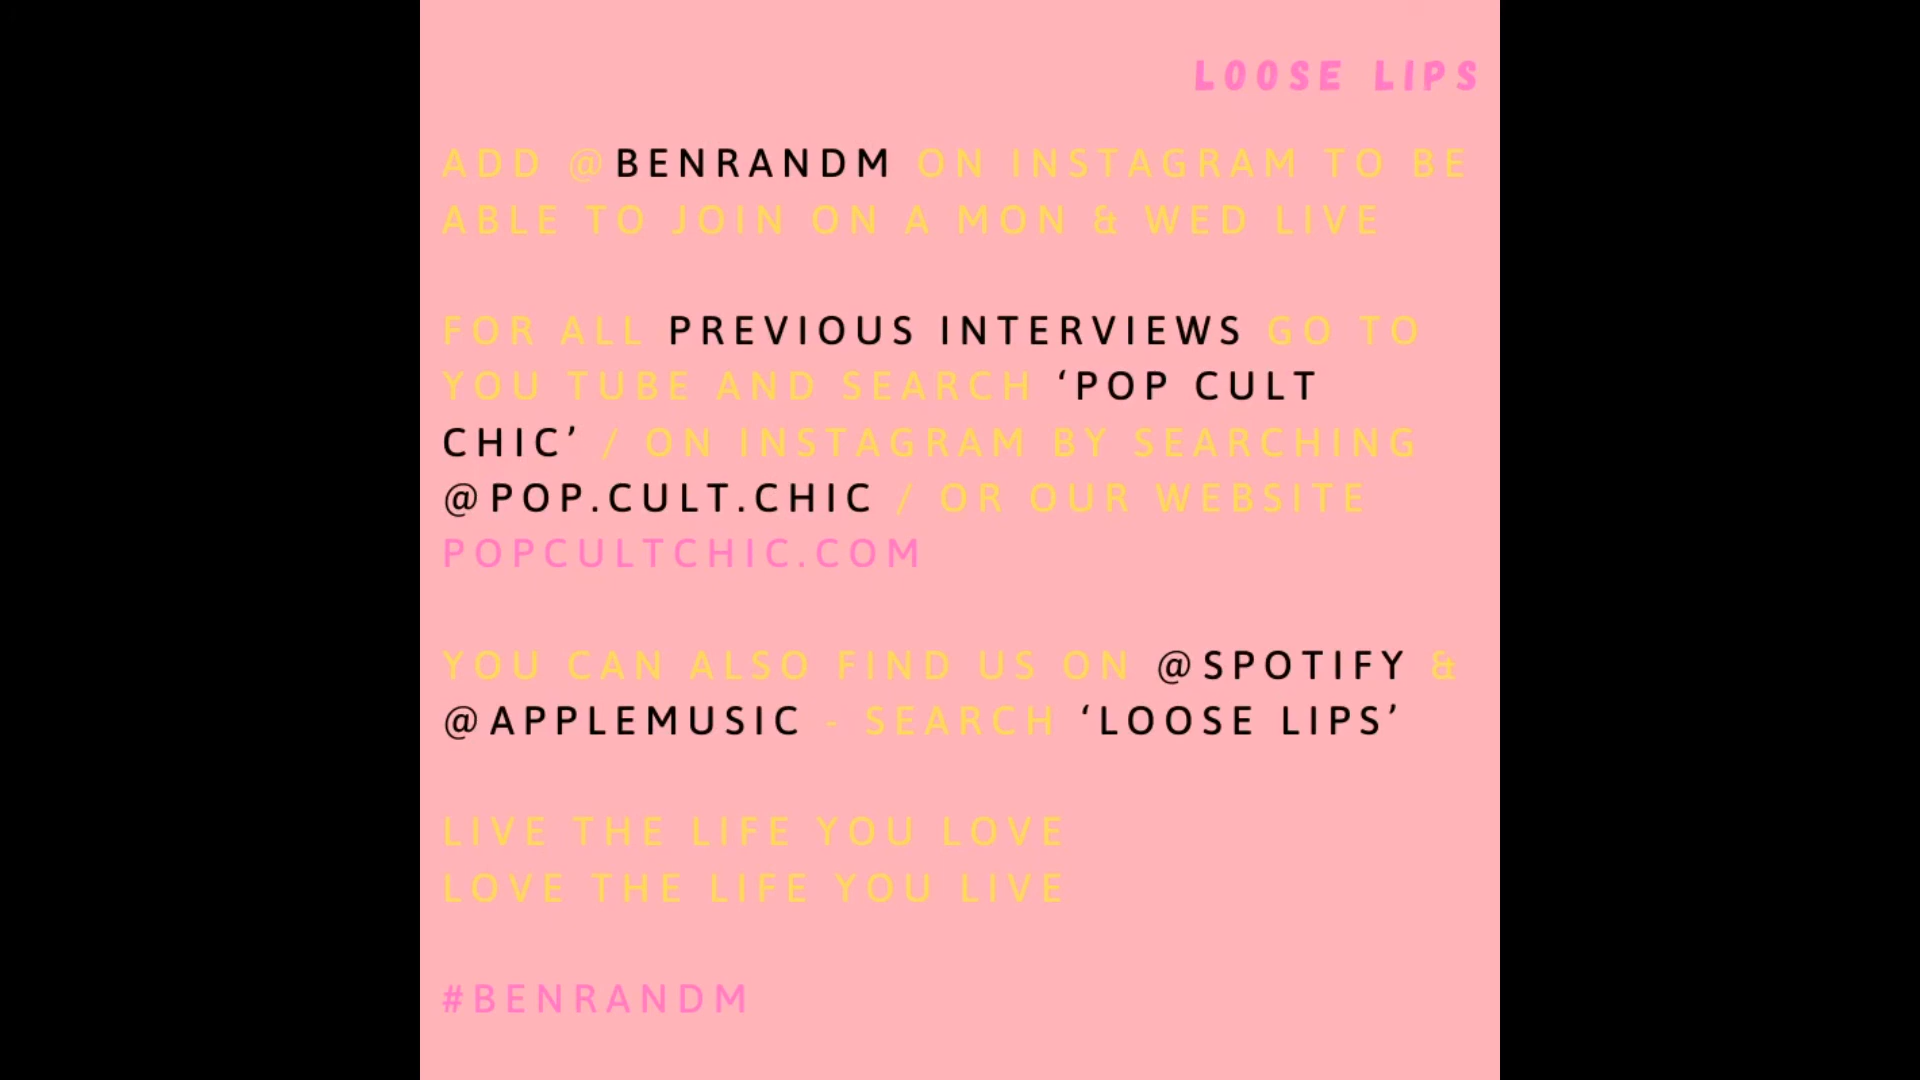 LOOSE LIPS
ADD @BENRANDM ON INSTAGRAM TO BE
ABLE TO JOIN ON A MON & WED LIVE
FOR ALL PREVIOUS INTERVIEWS GO TO
YOU TUBE AND SEARCH ‘POP CULT
CHIC’ / ON INSTAGRAM BY SEARCHING
@POP.CULT.CHIC / OR OUR WEBSITE
POPCULTCHIC.COM
YOU CAN ALSO FIND US ON @SPOTIFY &
@APPLEMUSIC - SEARCH ‘LOOSE LIPS’
LIVE THE LIFE YOU LOVE
LOVE THE LIFE YOU LIVE
#BENRANDM